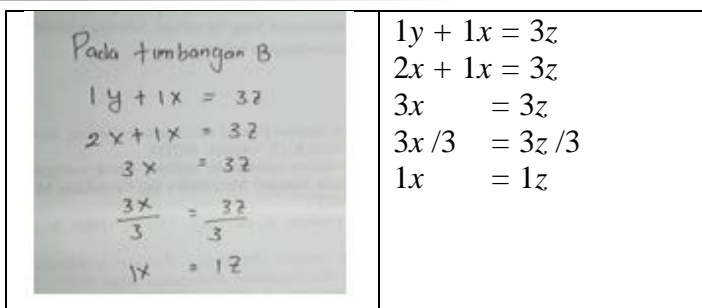 Pada timbangan B
1y + 1x = 3z
2x + 1x = 3z
3x = 3z
3x/3 = 3z/3
1x = 1z
1y + 1x = 3z
2x + 1x = 3z
3x = 3z
3x /3 = 3z /3
1x = 1z